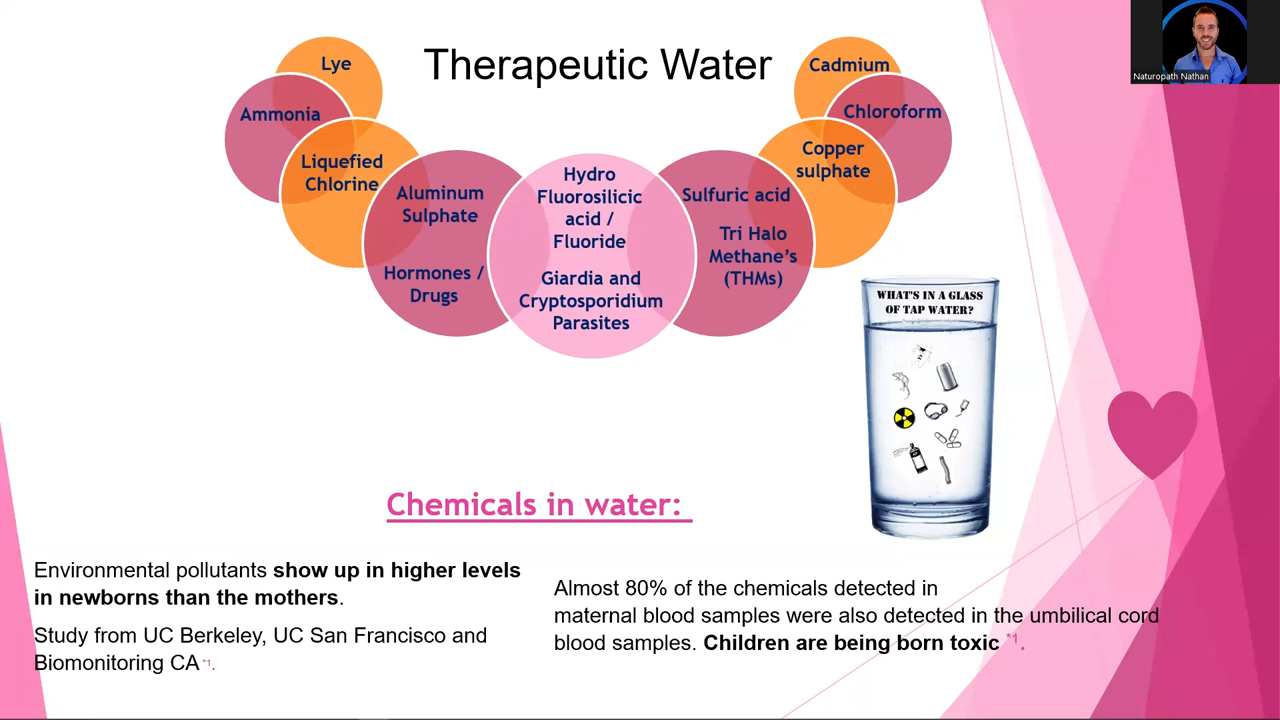 Therapeutic Water
Lye
Ammonia
Liquefied
Chlorine
Aluminum
Sulphate
Hormones /
Drugs
Hydro
Fluorosilicic
acid /
Fluoride
Giardia and
Cryptosporidium
Parasites
Sulfuric acid
Tri Halo
Methane's
(THMs)
Copper
sulphate
Chloroform
Cadmium
Naturopath Nathan
WHAT'S IN A GLASS
OF TAP WATER?
Chemicals in water:
Environmental pollutants show up in higher levels
in newborns than the mothers.
Study from UC Berkeley, UC San Francisco and
Biomonitoring CA *1.
Almost 80% of the chemicals detected in
maternal blood samples were also detected in the umbilical cord
blood samples. Children are being born toxic *1.